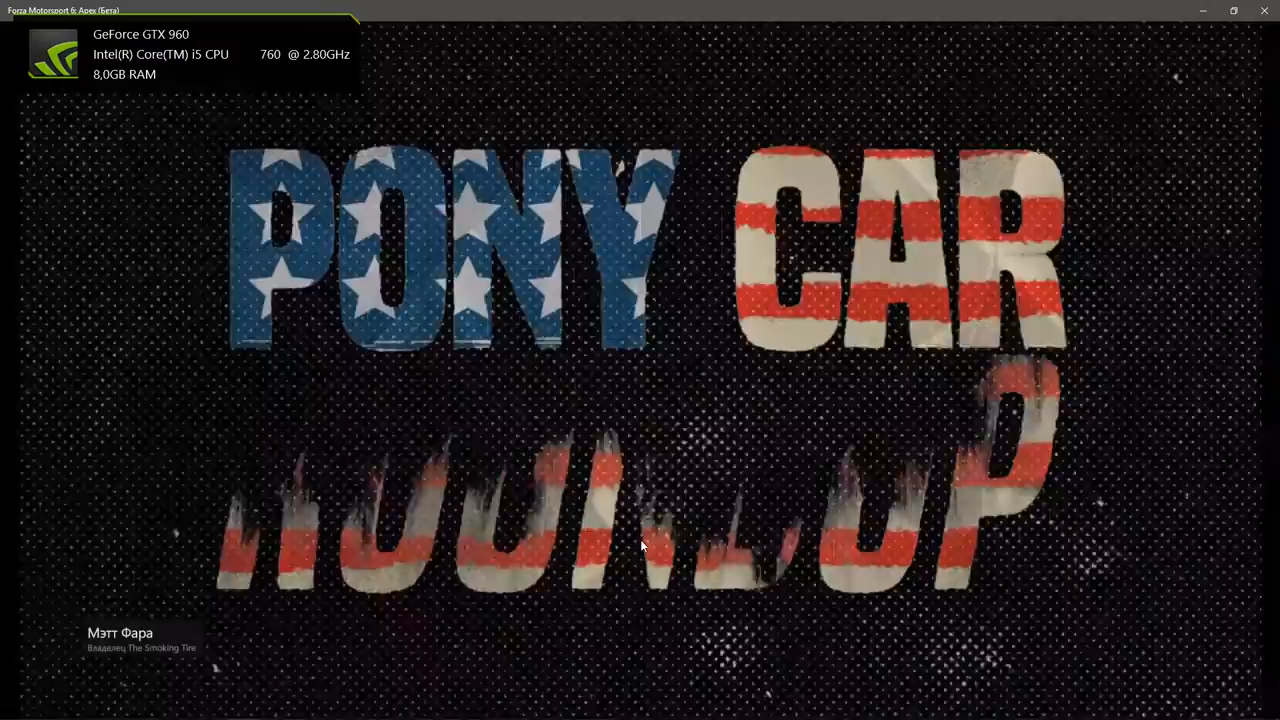 Forza Motorsport 6: Apex (Бета)
GeForce GTX 960
Intel(R) Core(TM) i5 CPU 760 @ 2.80GHz
8,0GB RAM
PONY CAR
ROUNDUP
Мэтт Фара
Владелец The Smoking Tire